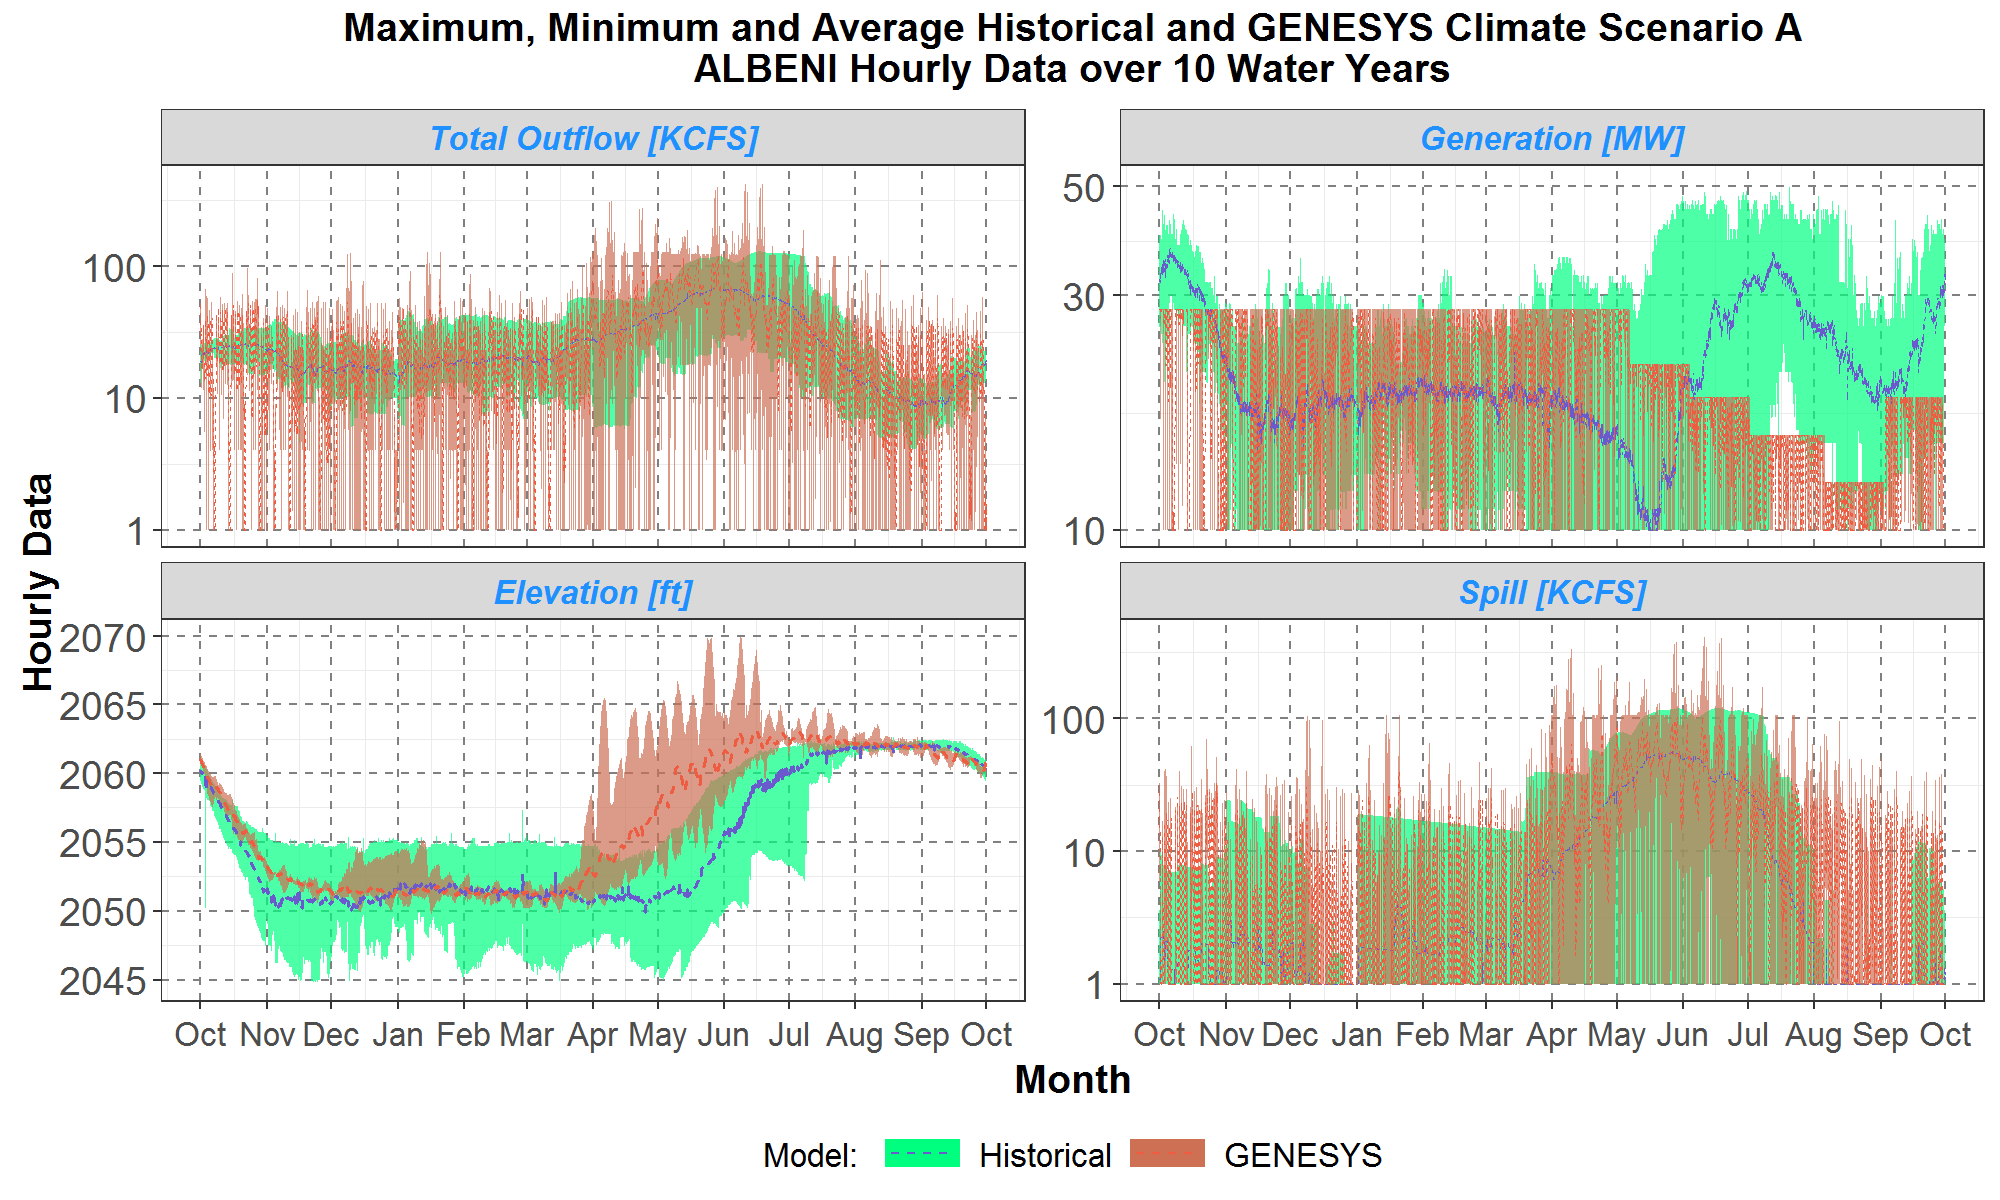 Maximum, Minimum and Average Historical and GENESYS Climate Scenario A
ALBENI Hourly Data over 10 Water Years
Total Outflow [KCFS]
Generation [MW]
100
10
1
50
30
10
Hourly Data
Elevation [ft]
Spill [KCFS]
2070
2065
2060
2055
2050
2045
100
10
1
Oct Nov Dec Jan Feb Mar Apr May Jun Jul Aug Sep Oct
Oct Nov Dec Jan Feb Mar Apr May Jun Jul Aug Sep Oct
Month
Model: Historical GENESYS